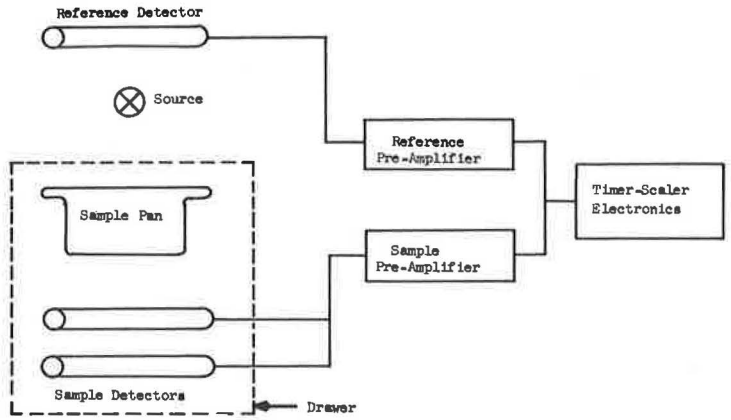 Reference Detector
Source
Reference
Pre-Amplifier
Timer-Scaler
Electronics
Sample Pan
Sample
Pre-Amplifier
Sample Detectors
Drawer